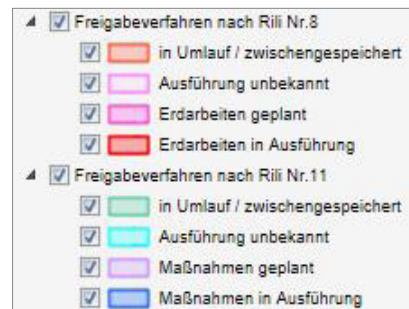 Freigabeverfahren nach Rili Nr.8
in Umlauf / zwischengespeichert
Ausführung unbekannt
Erdarbeiten geplant
Erdarbeiten in Ausführung
Freigabeverfahren nach Rili Nr.11
in Umlauf / zwischengespeichert
Ausführung unbekannt
Maßnahmen geplant
Maßnahmen in Ausführung